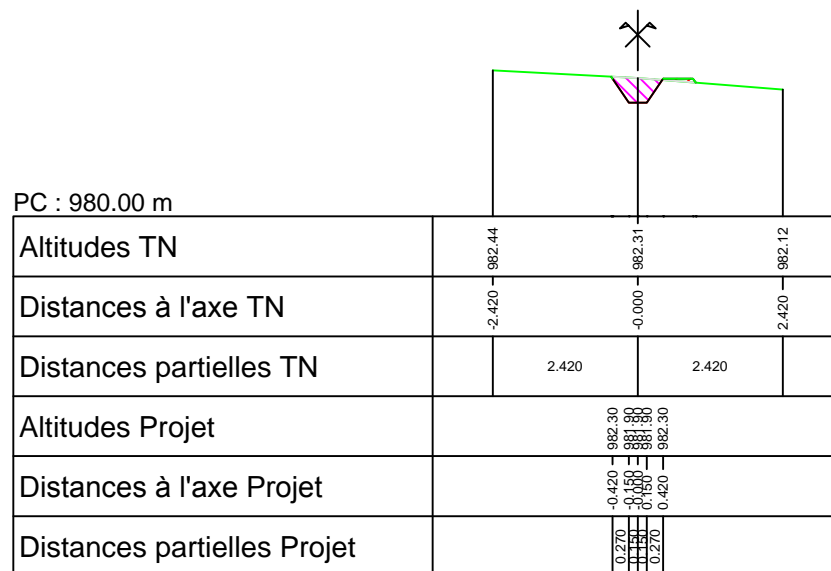 PC : 980.00 m
Altitudes TN 982.44 982.31 982.12
Distances à l'axe TN -2.420 -0.000 2.420
Distances partielles TN 2.420 2.420
Altitudes Projet 982.30 981.90 981.90 981.90 982.30
Distances à l'axe Projet -0.420 -0.150 -0.000 0.150 0.420
Distances partielles Projet 0.270 0.150 0.150 0.270